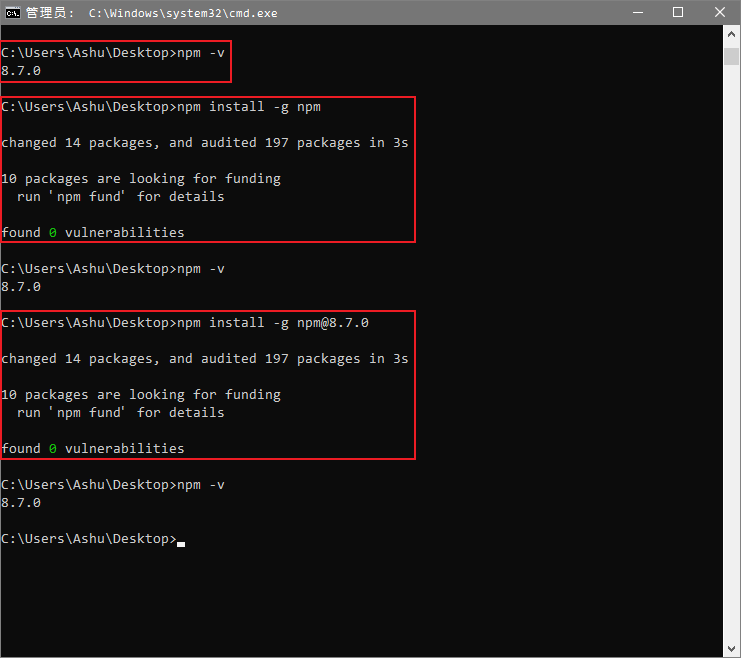 管理员: C:\Windows\system32\cmd.exe
C:\Users\Ashu\Desktop>npm -v
8.7.0
C:\Users\Ashu\Desktop>npm install -g npm
changed 14 packages, and audited 197 packages in 3s
10 packages are looking for funding
  run `npm fund` for details
found 0 vulnerabilities
C:\Users\Ashu\Desktop>npm -v
8.7.0
C:\Users\Ashu\Desktop>npm install -g npm@8.7.0
changed 14 packages, and audited 197 packages in 3s
10 packages are looking for funding
  run `npm fund` for details
found 0 vulnerabilities
C:\Users\Ashu\Desktop>npm -v
8.7.0
C:\Users\Ashu\Desktop>